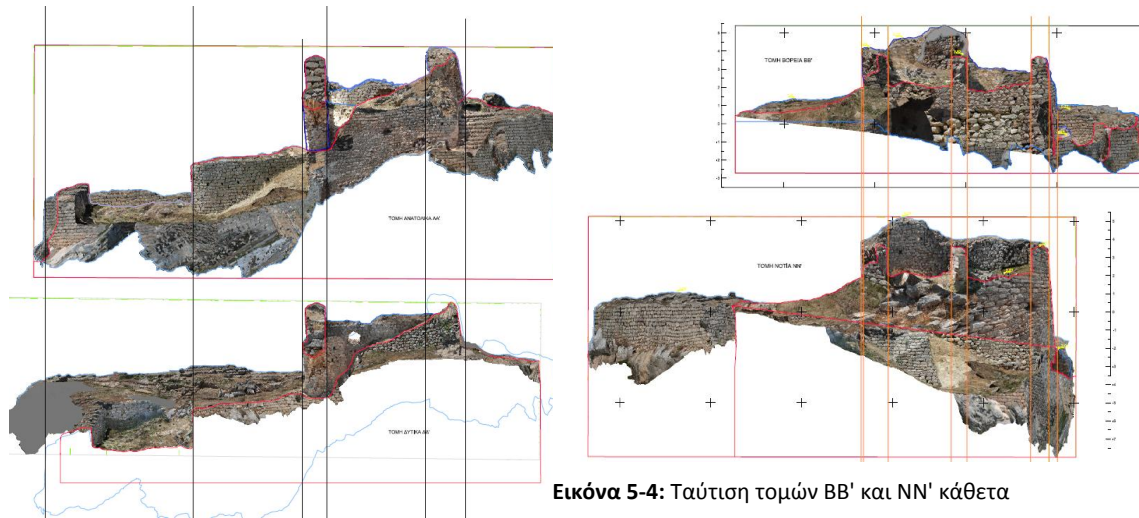 ΤΟΜΗ ΑΝΑΤΟΛΙΚΑ ΑΑ'
ΤΟΜΗ ΔΥΤΙΚΑ ΔΔ'
ΤΟΜΗ ΒΟΡΕΙΑ ΒΒ'
ΤΟΜΗ ΝΟΤΙΑ ΝΝ'
Εικόνα 5-4: Ταύτιση τομών ΒΒ' και ΝΝ' κάθετα